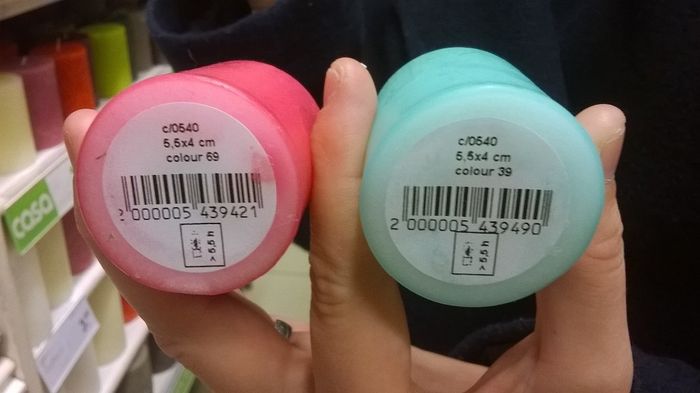 c/0540
5,5x4 cm
colour 69
2 000005 439421
> 5,5 h
c/0540
5,5x4 cm
colour 39
2 000005 439490
> 5,5 h
casa